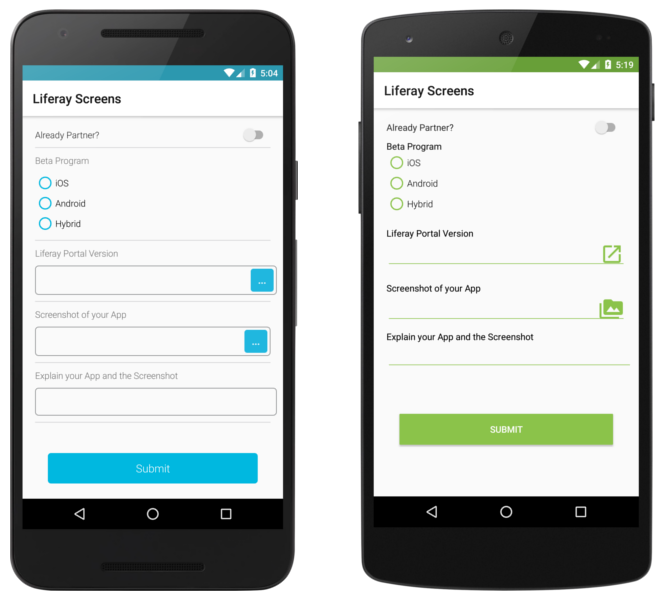 5:04
Liferay Screens
Already Partner?
Beta Program
iOS
Android
Hybrid
Liferay Portal Version
...
Screenshot of your App
...
Explain your App and the Screenshot
Submit
5:19
Liferay Screens
Already Partner?
Beta Program
iOS
Android
Hybrid
Liferay Portal Version
Screenshot of your App
Explain your App and the Screenshot
SUBMIT